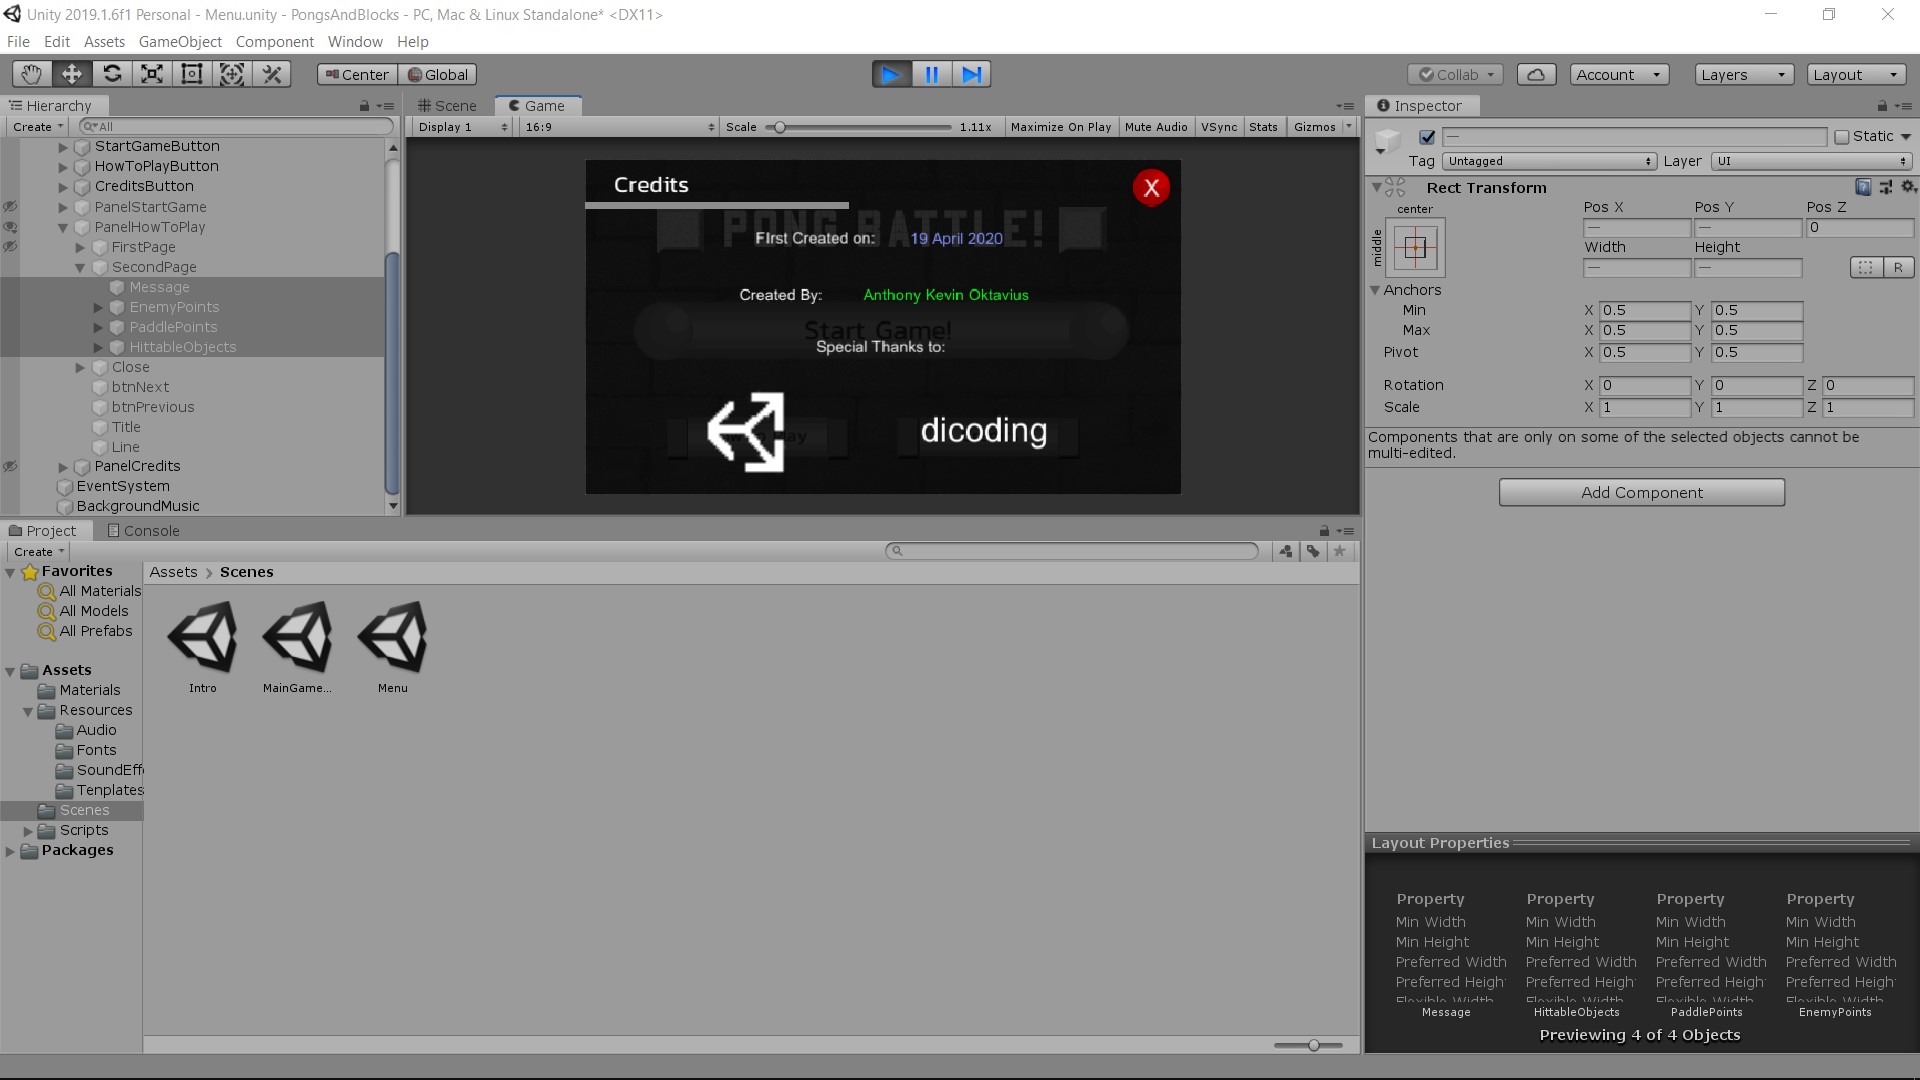 Unity 2019.1.6f1 Personal - Menu.unity - PongsAndBlocks - PC, Mac & Linux Standalone* <DX11>
File Edit Assets GameObject Component Window Help
Center Global Collab Account Layers Layout
Hierarchy
Create All
StartGameButton
HowToPlayButton
CreditsButton
PanelStartGame
PanelHowToPlay
FirstPage
SecondPage
Message
EnemyPoints
PaddlePoints
HittableObjects
Close
btnNext
btnPrevious
Title
Line
PanelCredits
EventSystem
BackgroundMusic
Scene Game
Display 1 16:9 Scale 1.11x Maximize On Play Mute Audio VSync Stats Gizmos
Credits X
PONG BATTLE!
FIrst Created on: 19 April 2020
Created By: Anthony Kevin Oktavius
Start Game!
Special Thanks to:
dicoding
Inspector
— Static
Tag Untagged Layer UI
Rect Transform
center
middle
Pos X Pos Y Pos Z
— — 0
Width Height
— —
R
Anchors
Min X 0.5 Y 0.5
Max X 0.5 Y 0.5
Pivot X 0.5 Y 0.5
Rotation X 0 Y 0 Z 0
Scale X 1 Y 1 Z 1
Components that are only on some of the selected objects cannot be
multi-edited.
Add Component
Project Console
Create
Favorites
All Materials
All Models
All Prefabs
Assets
Materials
Resources
Audio
Fonts
SoundEff
Tenplates
Scenes
Scripts
Packages
Assets > Scenes
Intro MainGame... Menu
Layout Properties
Property Property Property Property
Min Width Min Width Min Width Min Width
Min Height Min Height Min Height Min Height
Preferred Width Preferred Width Preferred Width Preferred Width
Preferred Heigh Preferred Heigh Preferred Heigh Preferred Heigh
Flexible Width Flexible Width Flexible Width Flexible Width
Message HittableObjects PaddlePoints EnemyPoints
Previewing 4 of 4 Objects